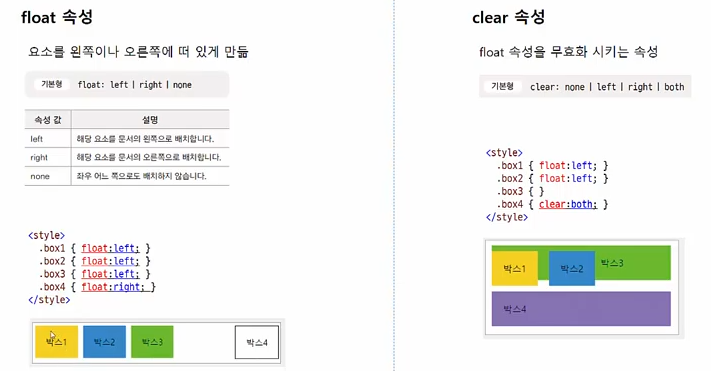 float 속성
요소를 왼쪽이나 오른쪽에 떠 있게 만듦
기본형 float: left | right | none
속성 값 설명
left 해당 요소를 문서의 왼쪽으로 배치합니다.
right 해당 요소를 문서의 오른쪽으로 배치합니다.
none 좌우 어느 쪽으로도 배치하지 않습니다.
<style>
.box1 { float:left; }
.box2 { float:left; }
.box3 { float:left; }
.box4 { float:right; }
</style>
박스1 박스2 박스3 박스4
clear 속성
float 속성을 무효화 시키는 속성
기본형 clear: none | left | right | both
<style>
.box1 { float:left; }
.box2 { float:left; }
.box3 { }
.box4 { clear:both; }
</style>
박스1 박스2 박스3
박스4